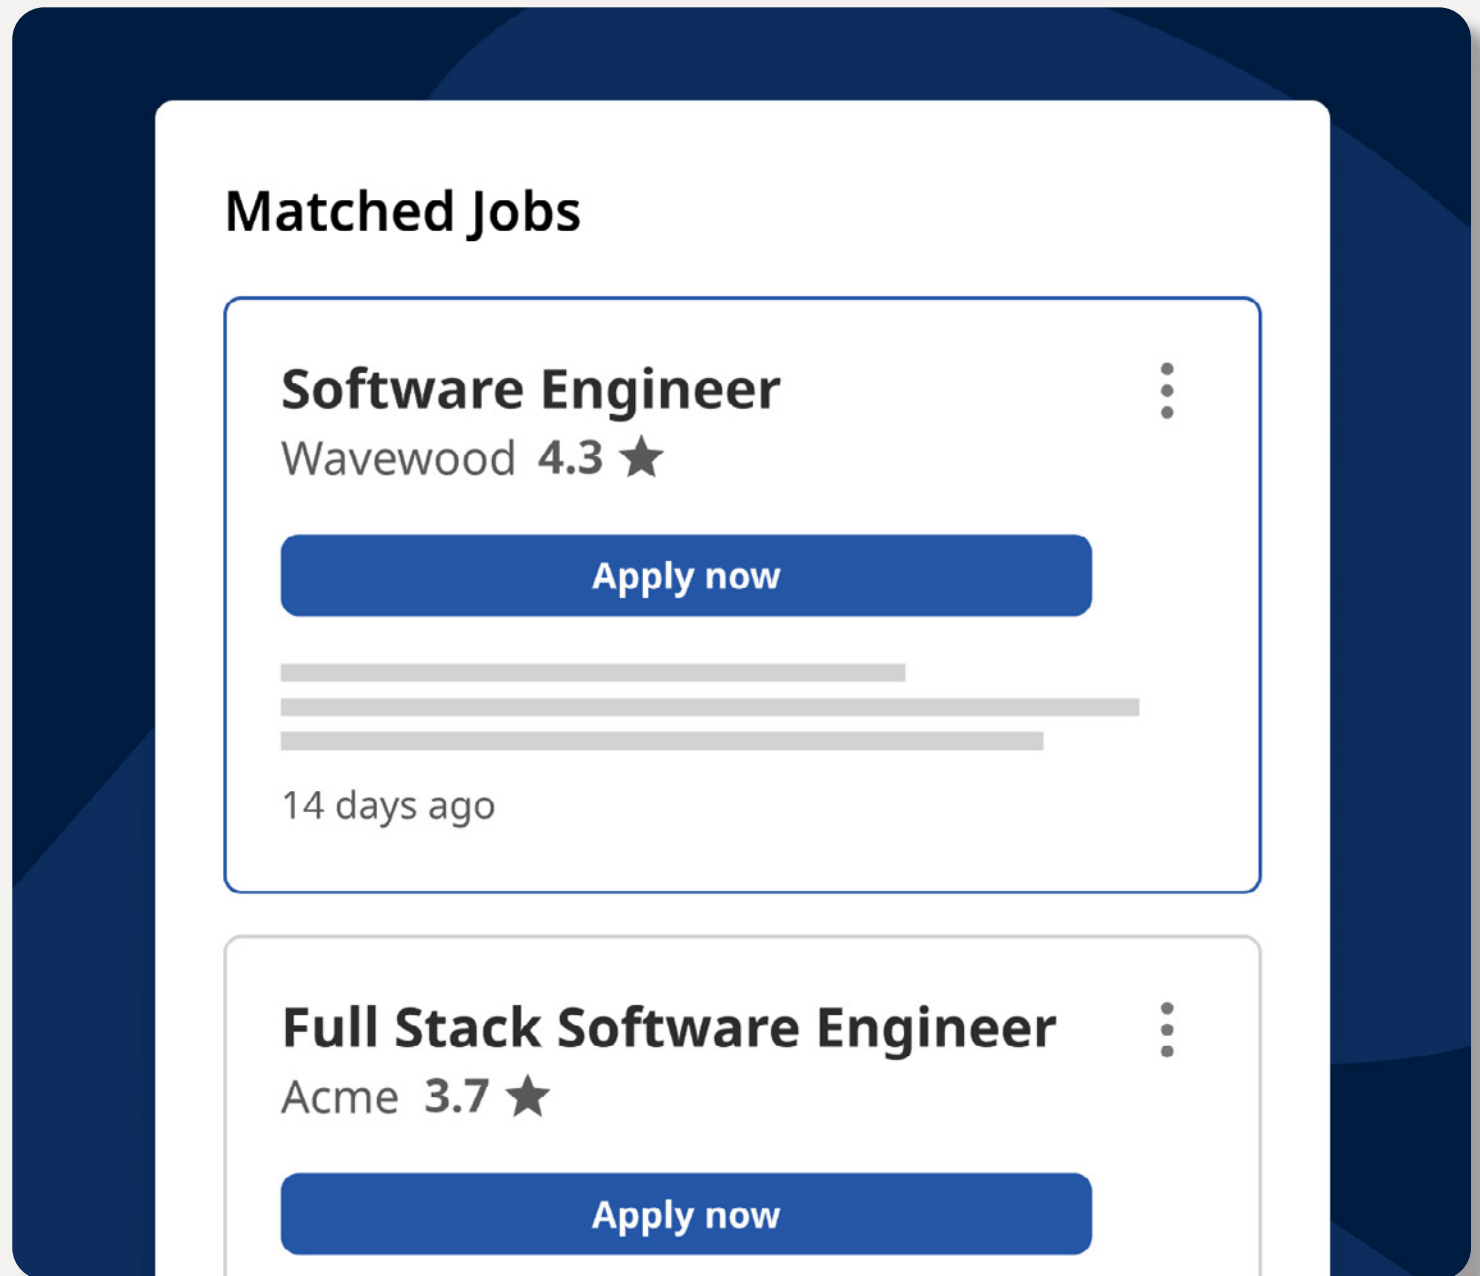 Matched Jobs
Software Engineer
Wavewood 4.3 ★
Apply now
14 days ago
Full Stack Software Engineer
Acme 3.7 ★
Apply now